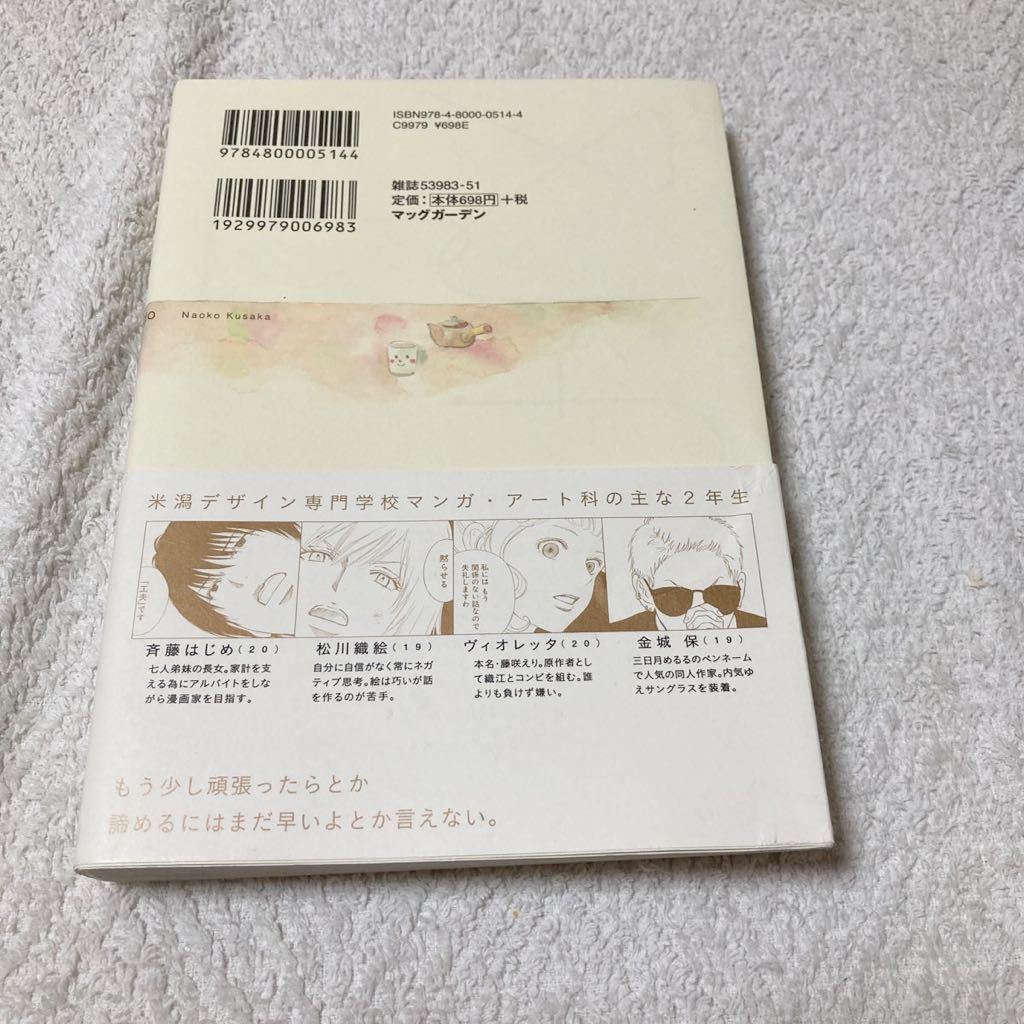 ISBN978-4-8000-0514-4
C9979 ¥698E
9784800005144
雑誌53983-51
定価：本体698円+税
マッグガーデン
1929979006983
O Naoko Kusaka
米潟デザイン専門学校マンガ・アート科の主な2年生
「工夫」です
黙らせる
私には もう
関係のない話なので
失礼しますわ
斉藤はじめ(20)
七人弟妹の長女。家計を支
える為にアルバイトをしな
がら漫画家を目指す。
松川織絵(19)
自分に自信がなく常にネガ
ティブ思考。絵は巧いが話
を作るのが苦手。
ヴィオレッタ(20)
本名・藤咲えり。原作者とし
て織江とコンビを組む。誰
よりも負けず嫌い。
金城 保(19)
三日月めるるのペンネーム
で人気の同人作家。内気ゆ
えサングラスを装着。
もう少し頑張ったらとか
諦めるにはまだ早いよとか言えない。